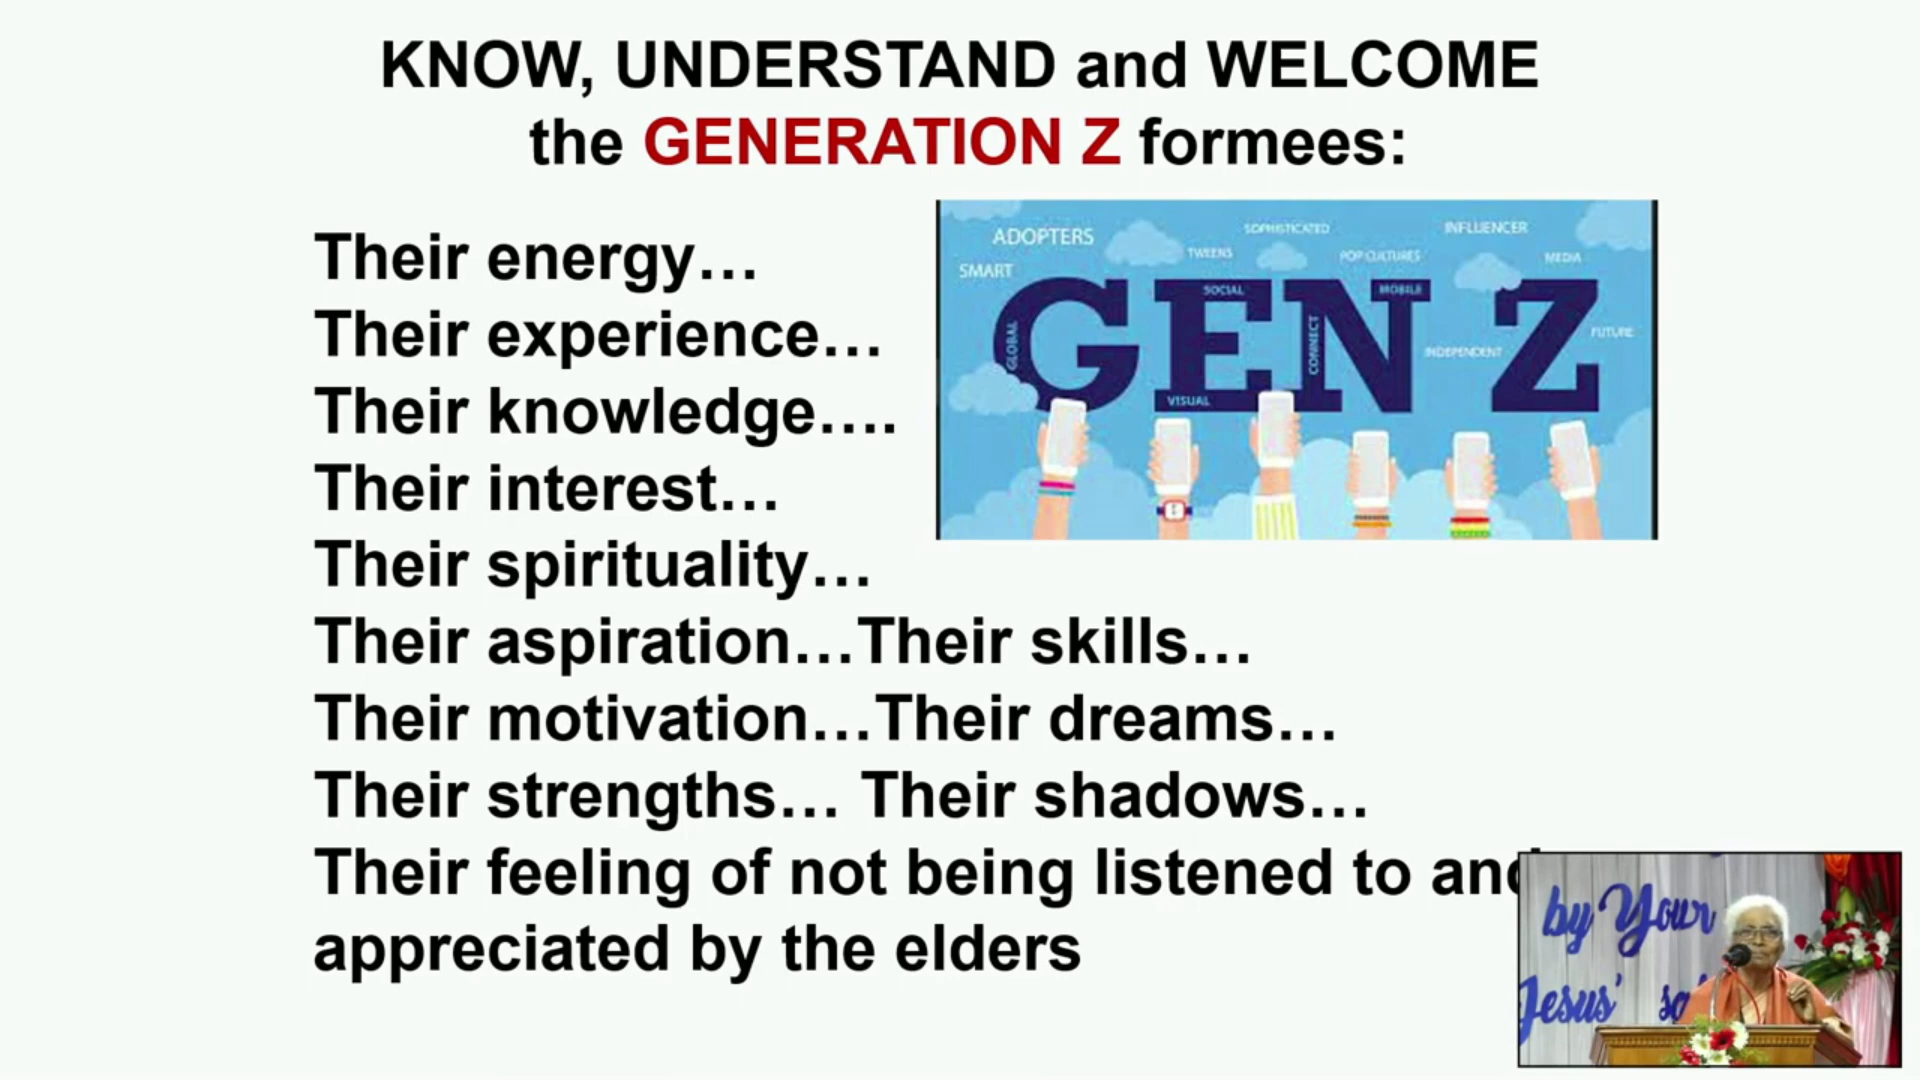 KNOW, UNDERSTAND and WELCOME
the GENERATION Z formees:
Their energy…
Their experience…
Their knowledge….
Their interest…
Their spirituality…
Their aspiration…Their skills…
Their motivation…Their dreams…
Their strengths… Their shadows…
Their feeling of not being listened to and
appreciated by the elders
ADOPTERS
SOPHISTICATED
INFLUENCER
SMART
TWEENS
POP CULTURES
MEDIA
GEN Z
SOCIAL
MOBILE
GLOBAL
CONNECT
INDEPENDENT
FUTURE
VISUAL
by Your
Jesus'